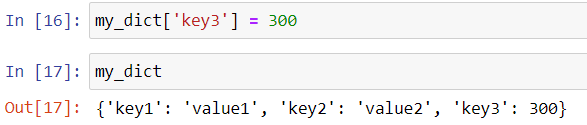 In [16]: my_dict['key3'] = 300
In [17]: my_dict
Out[17]: {'key1': 'value1', 'key2': 'value2', 'key3': 300}